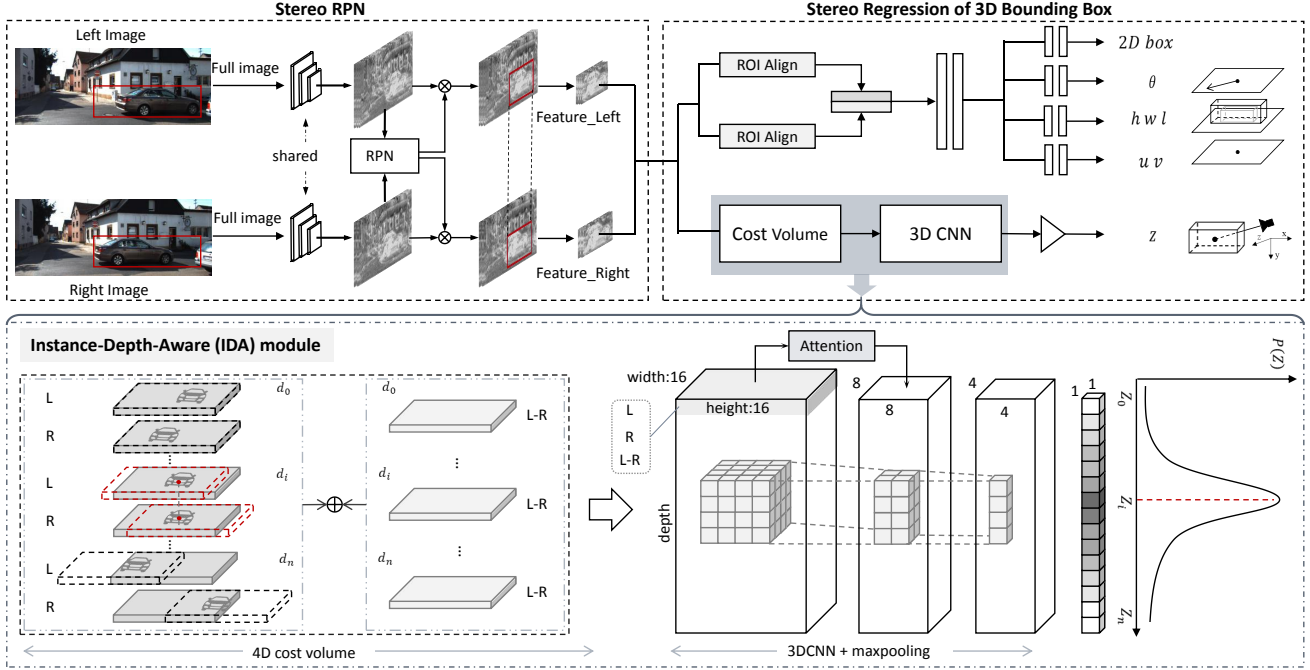 Stereo RPN
Stereo Regression of 3D Bounding Box
Left Image
Full image
shared
RPN
Feature_Left
Full image
Feature_Right
Right Image
ROI Align
ROI Align
2D box
θ
h w l
u v
Cost Volume
3D CNN
z
x
z
y
Instance-Depth-Aware (IDA) module
L
d₀
R
L
dᵢ
R
L
dₙ
R
d₀
L-R
⋮
dᵢ
L-R
⋮
dₙ
L-R
4D cost volume
Attention
width:16
height:16
L
R
L-R
depth
8
8
4
4
1
1
3DCNN + maxpooling
P(Z)
Z₀
Zᵢ
Zₙ